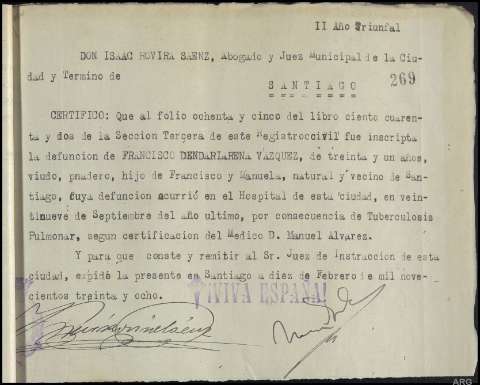 II Año Triunfal
DON ISAAC ROVIRA SAENZ, Abogado y Juez Municipal de la Ciu-
dad y Termino de
SANTIAGO
269
CERTIFICO: Que al folio ochenta y cinco del libro ciento cuaren-
ta y dos de la Seccion Tercera de este Registroccivil fue inscripta
la defuncion de FRANCISCO DENDARIARENA VAZQUEZ, de treinta y un años,
viudo, pnadero, hijo de Francisco y Manuela, natural y vecino de San-
tiago, cuya defuncion ocurrió en el Hospital de esta ciudad, en vein-
tinueve de Septiembre del año ultimo, por consecuencia de Tuberculosis
Pulmonar, segun certificacion del Medico D. Manuel Alvarez.
Y para que conste y remitir al Sr. Juez de Instraccion de esta
ciudad, expido la presente en Santiago a diez de Febrero de mil nove-
cientos treinta y ocho.
¡VIVA ESPAÑA!
ARG